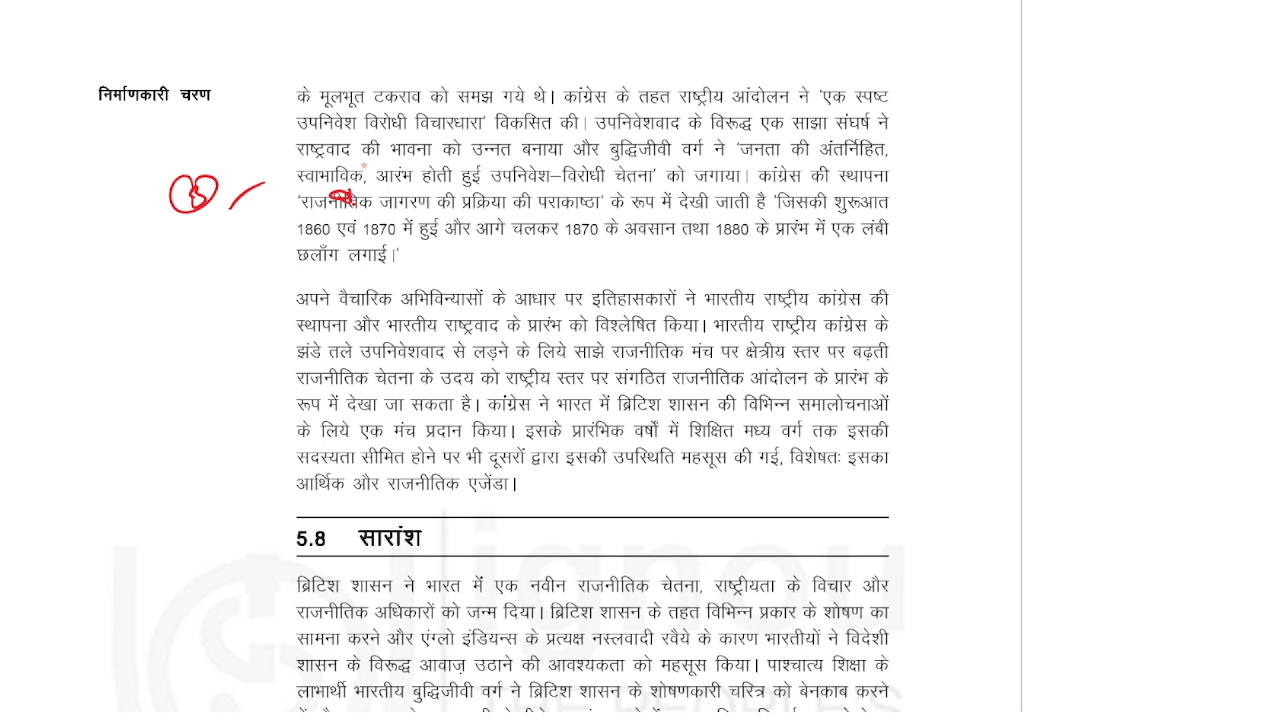 निर्माणकारी चरण
के मूलभूत टकराव को समझ गये थे। कांग्रेस के तहत राष्ट्रीय आंदोलन ने ‘एक स्पष्ट
उपनिवेश विरोधी विचारधारा’ विकसित की। उपनिवेशवाद के विरूद्ध एक साझा संघर्ष ने
राष्ट्रवाद की भावना को उन्नत बनाया और बुद्धिजीवी वर्ग ने ‘जनता की अंतर्निहित,
स्वाभाविक, आरंभ होती हुई उपनिवेश–विरोधी चेतना’ को जगाया। कांग्रेस की स्थापना
‘राजनीतिक जागरण की प्रक्रिया की पराकाष्ठा’ के रूप में देखी जाती है ‘जिसकी शुरूआत
1860 एवं 1870 में हुई और आगे चलकर 1870 के अवसान तथा 1880 के प्रारंभ में एक लंबी
छलाँग लगाई।’
अपने वैचारिक अभिविन्यासों के आधार पर इतिहासकारों ने भारतीय राष्ट्रीय कांग्रेस की
स्थापना और भारतीय राष्ट्रवाद के प्रारंभ को विश्लेषित किया। भारतीय राष्ट्रीय कांग्रेस के
झंडे तले उपनिवेशवाद से लड़ने के लिये साझे राजनीतिक मंच पर क्षेत्रीय स्तर पर बढ़ती
राजनीतिक चेतना के उदय को राष्ट्रीय स्तर पर संगठित राजनीतिक आंदोलन के प्रारंभ के
रूप में देखा जा सकता है। कांग्रेस ने भारत में ब्रिटिश शासन की विभिन्न समालोचनाओं
के लिये एक मंच प्रदान किया। इसके प्रारंभिक वर्षों में शिक्षित मध्य वर्ग तक इसकी
सदस्यता सीमित होने पर भी दूसरों द्वारा इसकी उपस्थिति महसूस की गई, विशेषतः इसका
आर्थिक और राजनीतिक एजेंडा।
5.8 सारांश
ब्रिटिश शासन ने भारत में एक नवीन राजनीतिक चेतना, राष्ट्रीयता के विचार और
राजनीतिक अधिकारों को जन्म दिया। ब्रिटिश शासन के तहत विभिन्न प्रकार के शोषण का
सामना करने और एंग्लो इंडियन्स के प्रत्यक्ष नस्लवादी रवैये के कारण भारतीयों ने विदेशी
शासन के विरूद्ध आवाज़ उठाने की आवश्यकता को महसूस किया। पाश्चात्य शिक्षा के
लाभार्थी भारतीय बुद्धिजीवी वर्ग ने ब्रिटिश शासन के शोषणकारी चरित्र को बेनकाब करने
ignou